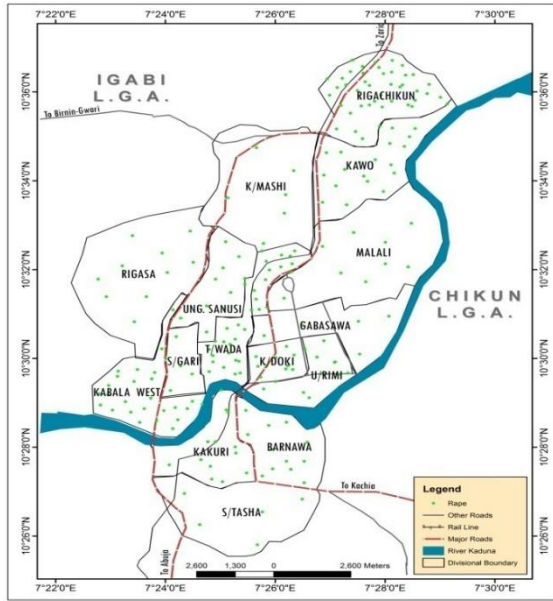 7°22'0"E 7°24'0"E 7°26'0"E 7°28'0"E 7°30'0"E
To Zaria
IGABI
L.G.A.
10°36'0"N 10°36'0"N
RIGACHIKUN
To Birnin-Gwari
KAWO
10°34'0"N 10°34'0"N
K/MASHI
MALALI
10°32'0"N 10°32'0"N
RIGASA
CHIKUN
L.G.A.
UNG. SANUSI
GABASAWA
T/WADA
10°30'0"N 10°30'0"N
S/GARI
K/DOKI
U/RIMI
KABALA WEST
10°28'0"N 10°28'0"N
BARNAWA
KAKURI
To Kachia
S/TASHA
10°26'0"N 10°26'0"N
To Abuja
Legend
Rape
Other Roads
Rail Line
Major Roads
River Kaduna
Divisional Boundary
2,600 1,300 0 2,600 Meters
7°22'0"E 7°24'0"E 7°26'0"E 7°28'0"E 7°30'0"E